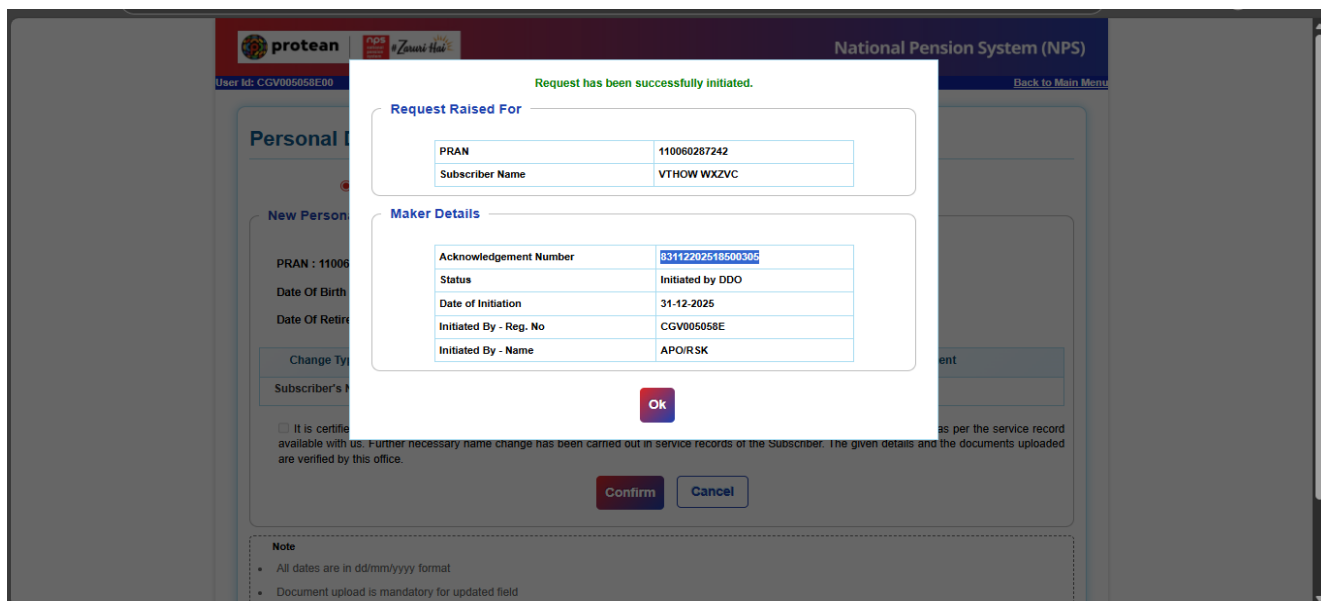 protean
nps
#Zaruri Hai
National Pension System (NPS)
User Id: CGV005058E00
Back to Main Menu
Request has been successfully initiated.
Request Raised For
PRAN 110060287242
Subscriber Name VTHOW WXZVC
Maker Details
Acknowledgement Number 83112202518500305
Status Initiated by DDO
Date of Initiation 31-12-2025
Initiated By - Reg. No CGV005058E
Initiated By - Name APO/RSK
Ok
Personal
New Person
PRAN : 11006
Date Of Birth
Date Of Retire
Change Ty
ent
Subscriber's
It is certifie as per the service record
available with us. Further necessary name change has been carried out in service records of the Subscriber. The given details and the documents uploaded
are verified by this office.
Confirm Cancel
Note
All dates are in dd/mm/yyyy format
Document upload is mandatory for updated field